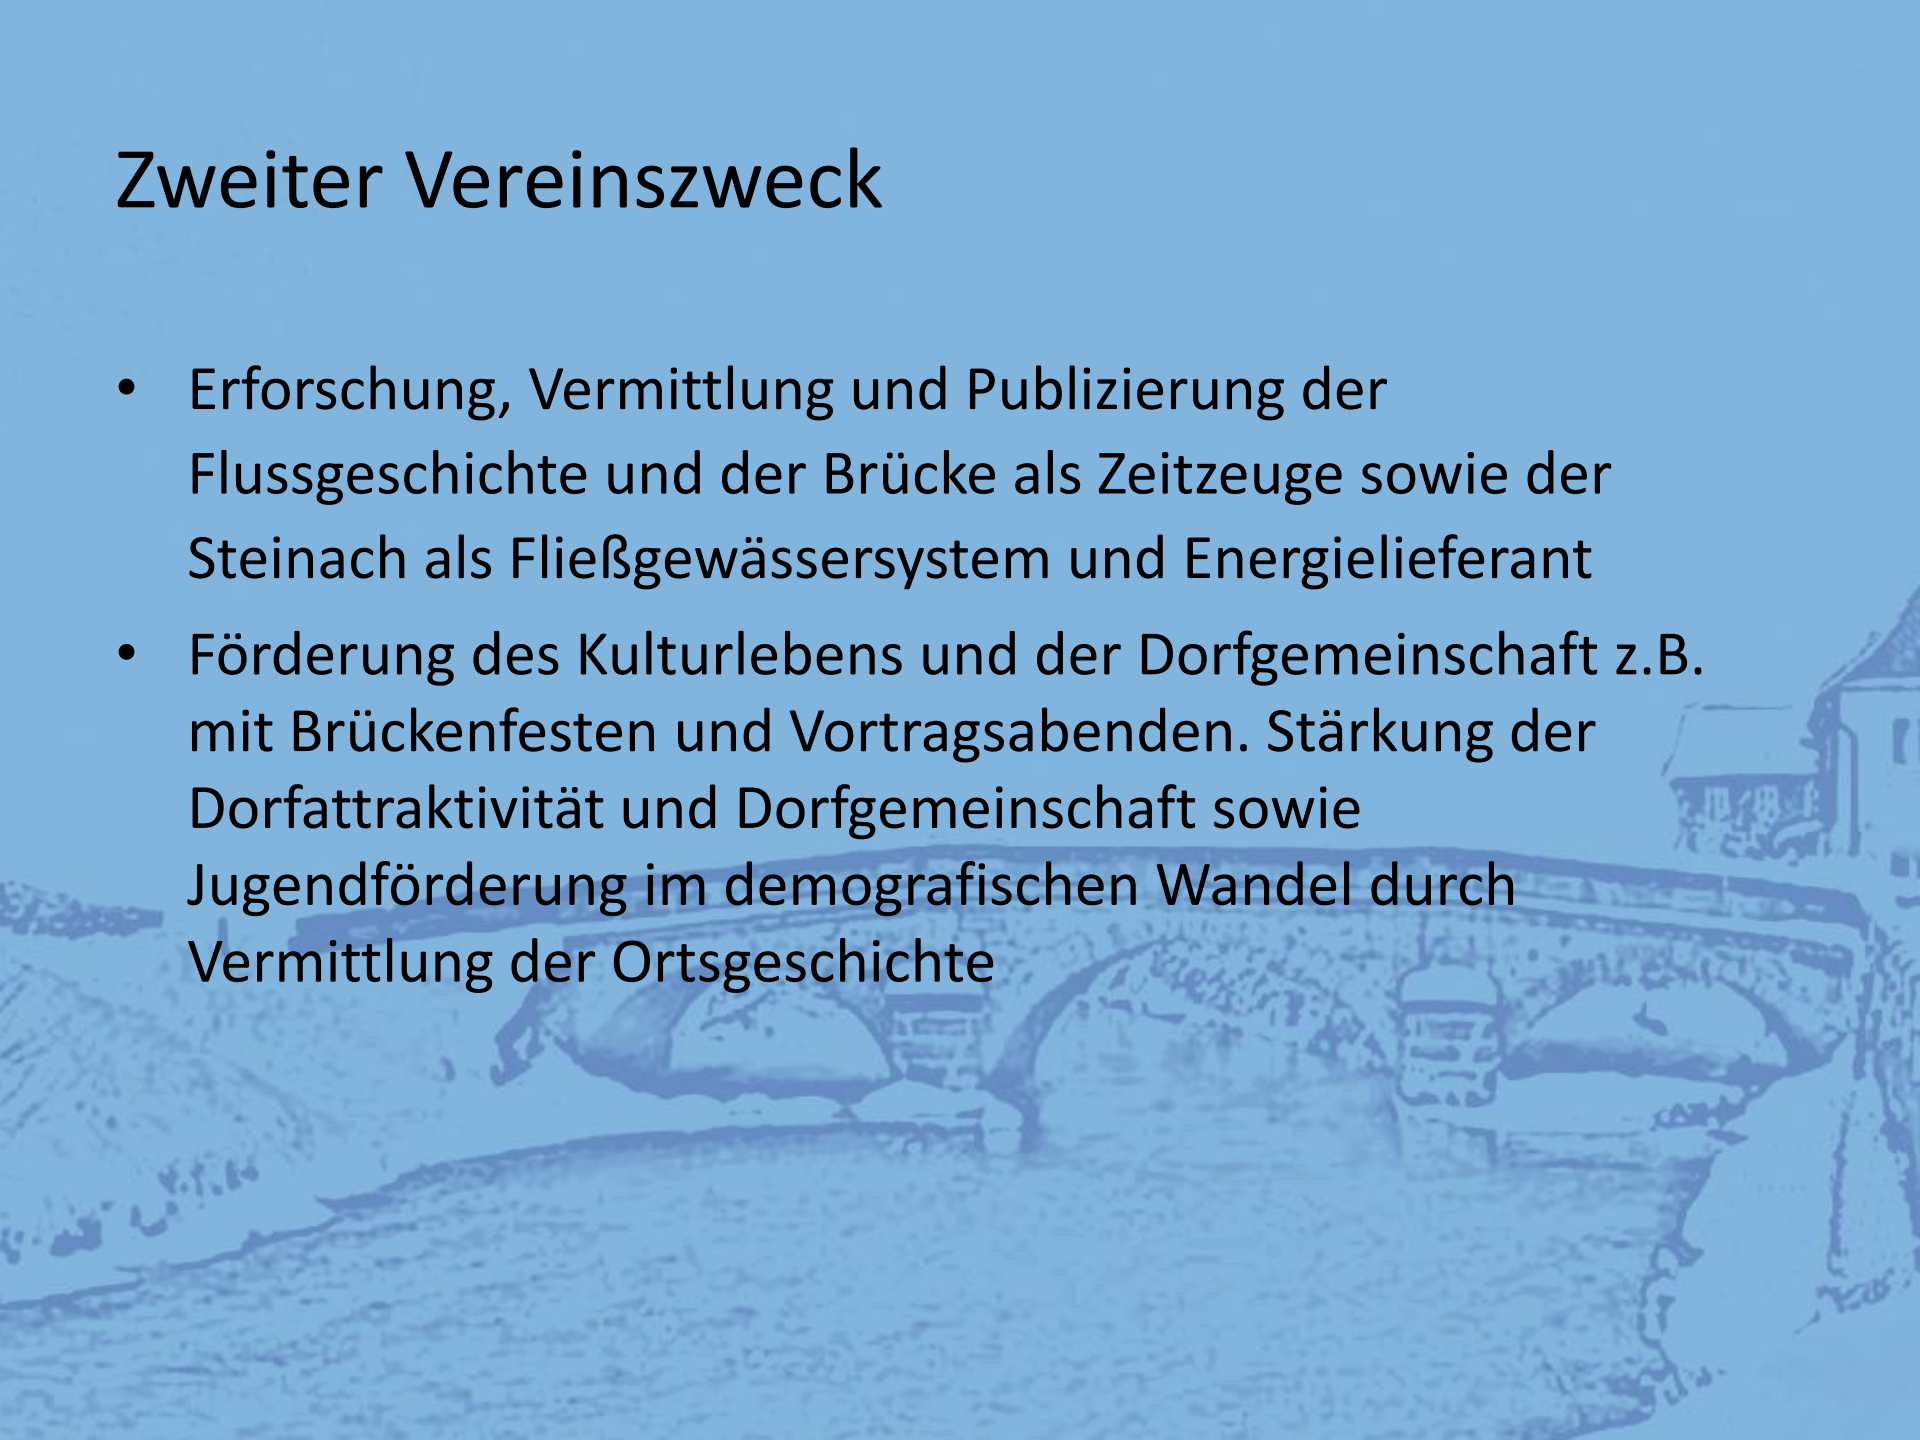 Zweiter Vereinszweck
• Erforschung, Vermittlung und Publizierung der
Flussgeschichte und der Brücke als Zeitzeuge sowie der
Steinach als Fließgewässersystem und Energielieferant
• Förderung des Kulturlebens und der Dorfgemeinschaft z.B.
mit Brückenfesten und Vortragsabenden. Stärkung der
Dorfattraktivität und Dorfgemeinschaft sowie
Jugendförderung im demografischen Wandel durch
Vermittlung der Ortsgeschichte